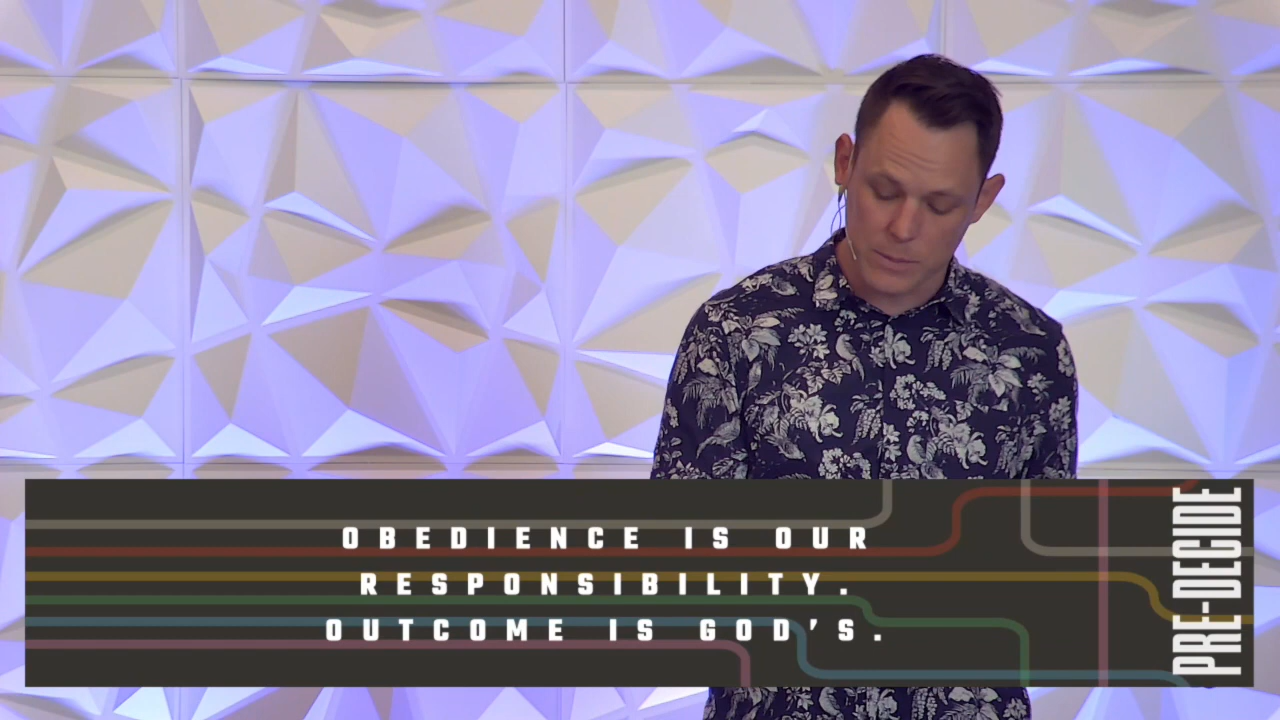 OBEDIENCE IS OUR
RESPONSIBILITY.
OUTCOME IS GOD'S.
PRE-DECIDE